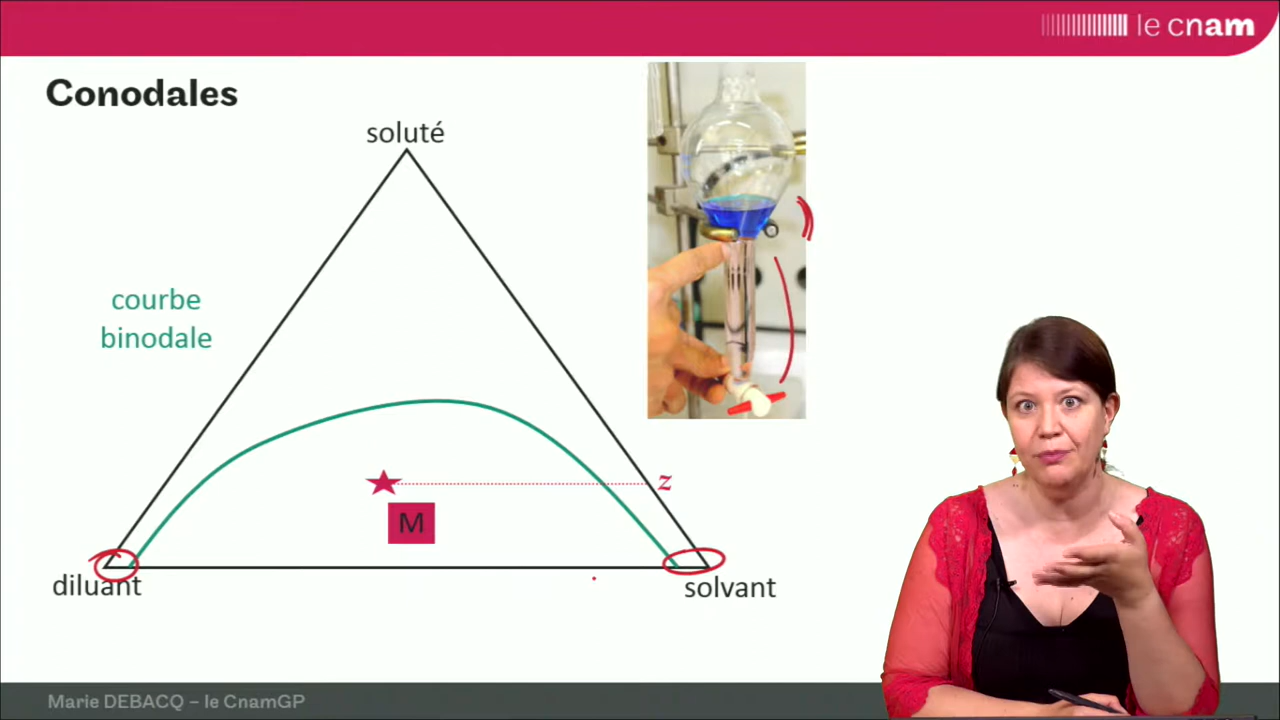 le cnam
Conodales
soluté
courbe
binodale
z
M
diluant
solvant
Marie DEBACQ – le CnamGP